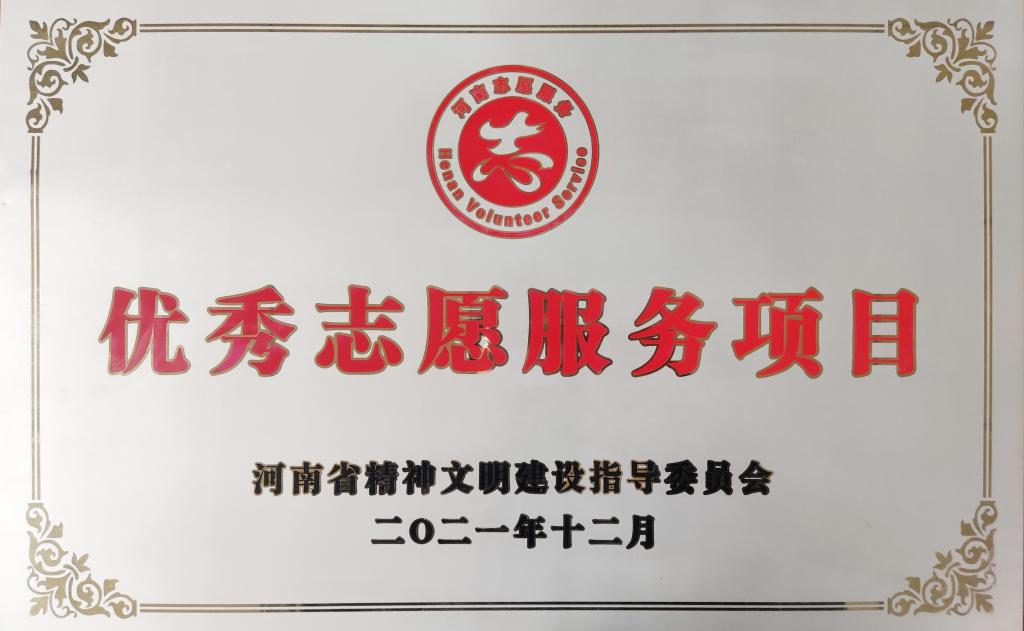 河南志愿服务
Henan Volunteer Service
优秀志愿服务项目
河南省精神文明建设指导委员会
二〇二一年十二月